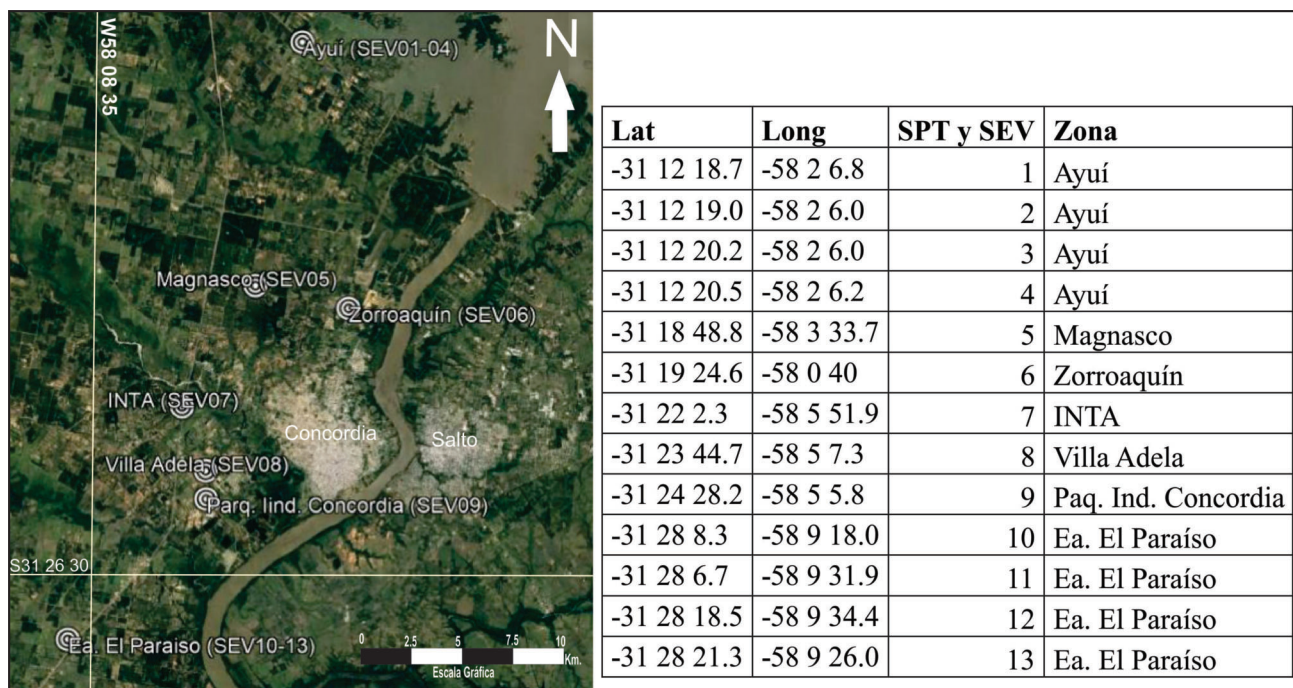 W58 08 35
Ayuí (SEV01-04)
N
Magnasco (SEV05)
Zorroaquín (SEV06)
INTA (SEV07)
Concordia
Salto
Villa Adela (SEV08)
Parq. Iind. Concordia (SEV09)
S31 26 30
Ea. El Paraiso (SEV10-13)
0 2.5 5 7.5 10
Km.
Escala Gráfica
Lat Long SPT y SEV Zona
-31 12 18.7 -58 2 6.8 1 Ayuí
-31 12 19.0 -58 2 6.0 2 Ayuí
-31 12 20.2 -58 2 6.0 3 Ayuí
-31 12 20.5 -58 2 6.2 4 Ayuí
-31 18 48.8 -58 3 33.7 5 Magnasco
-31 19 24.6 -58 0 40 6 Zorroaquín
-31 22 2.3 -58 5 51.9 7 INTA
-31 23 44.7 -58 5 7.3 8 Villa Adela
-31 24 28.2 -58 5 5.8 9 Paq. Ind. Concordia
-31 28 8.3 -58 9 18.0 10 Ea. El Paraíso
-31 28 6.7 -58 9 31.9 11 Ea. El Paraíso
-31 28 18.5 -58 9 34.4 12 Ea. El Paraíso
-31 28 21.3 -58 9 26.0 13 Ea. El Paraíso